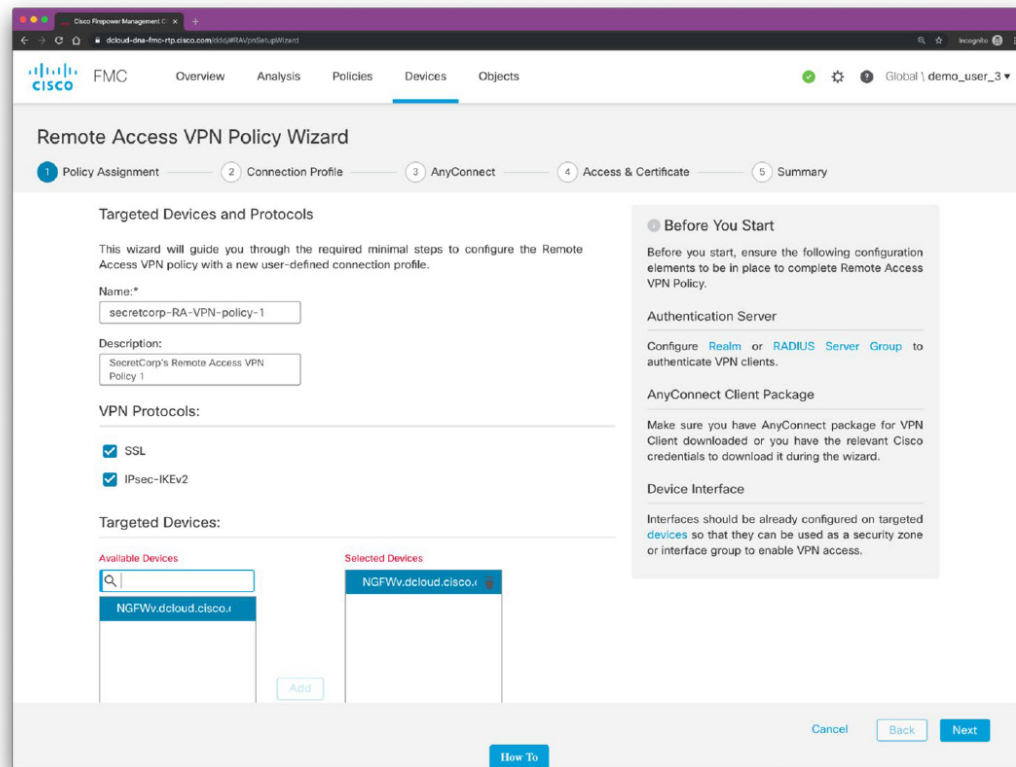 Cisco Firepower Management C
dcloud-dna-fmc-rtp.cisco.com/ddd/#RAVpnSetupWizard
Incognito
CISCO
FMC
Overview
Analysis
Policies
Devices
Objects
Global \ demo_user_3
Remote Access VPN Policy Wizard
1 Policy Assignment
2 Connection Profile
3 AnyConnect
4 Access & Certificate
5 Summary
Targeted Devices and Protocols
This wizard will guide you through the required minimal steps to configure the Remote
Access VPN policy with a new user-defined connection profile.
Name:*
secretcorp-RA-VPN-policy-1
Description:
SecretCorp's Remote Access VPN
Policy 1
VPN Protocols:
SSL
IPsec-IKEv2
Targeted Devices:
Available Devices
NGFWv.dcloud.cisco.
Add
Selected Devices
NGFWv.dcloud.cisco.
Before You Start
Before you start, ensure the following configuration
elements to be in place to complete Remote Access
VPN Policy.
Authentication Server
Configure Realm or RADIUS Server Group to
authenticate VPN clients.
AnyConnect Client Package
Make sure you have AnyConnect package for VPN
Client downloaded or you have the relevant Cisco
credentials to download it during the wizard.
Device Interface
Interfaces should be already configured on targeted
devices so that they can be used as a security zone
or interface group to enable VPN access.
Cancel
Back
Next
How To